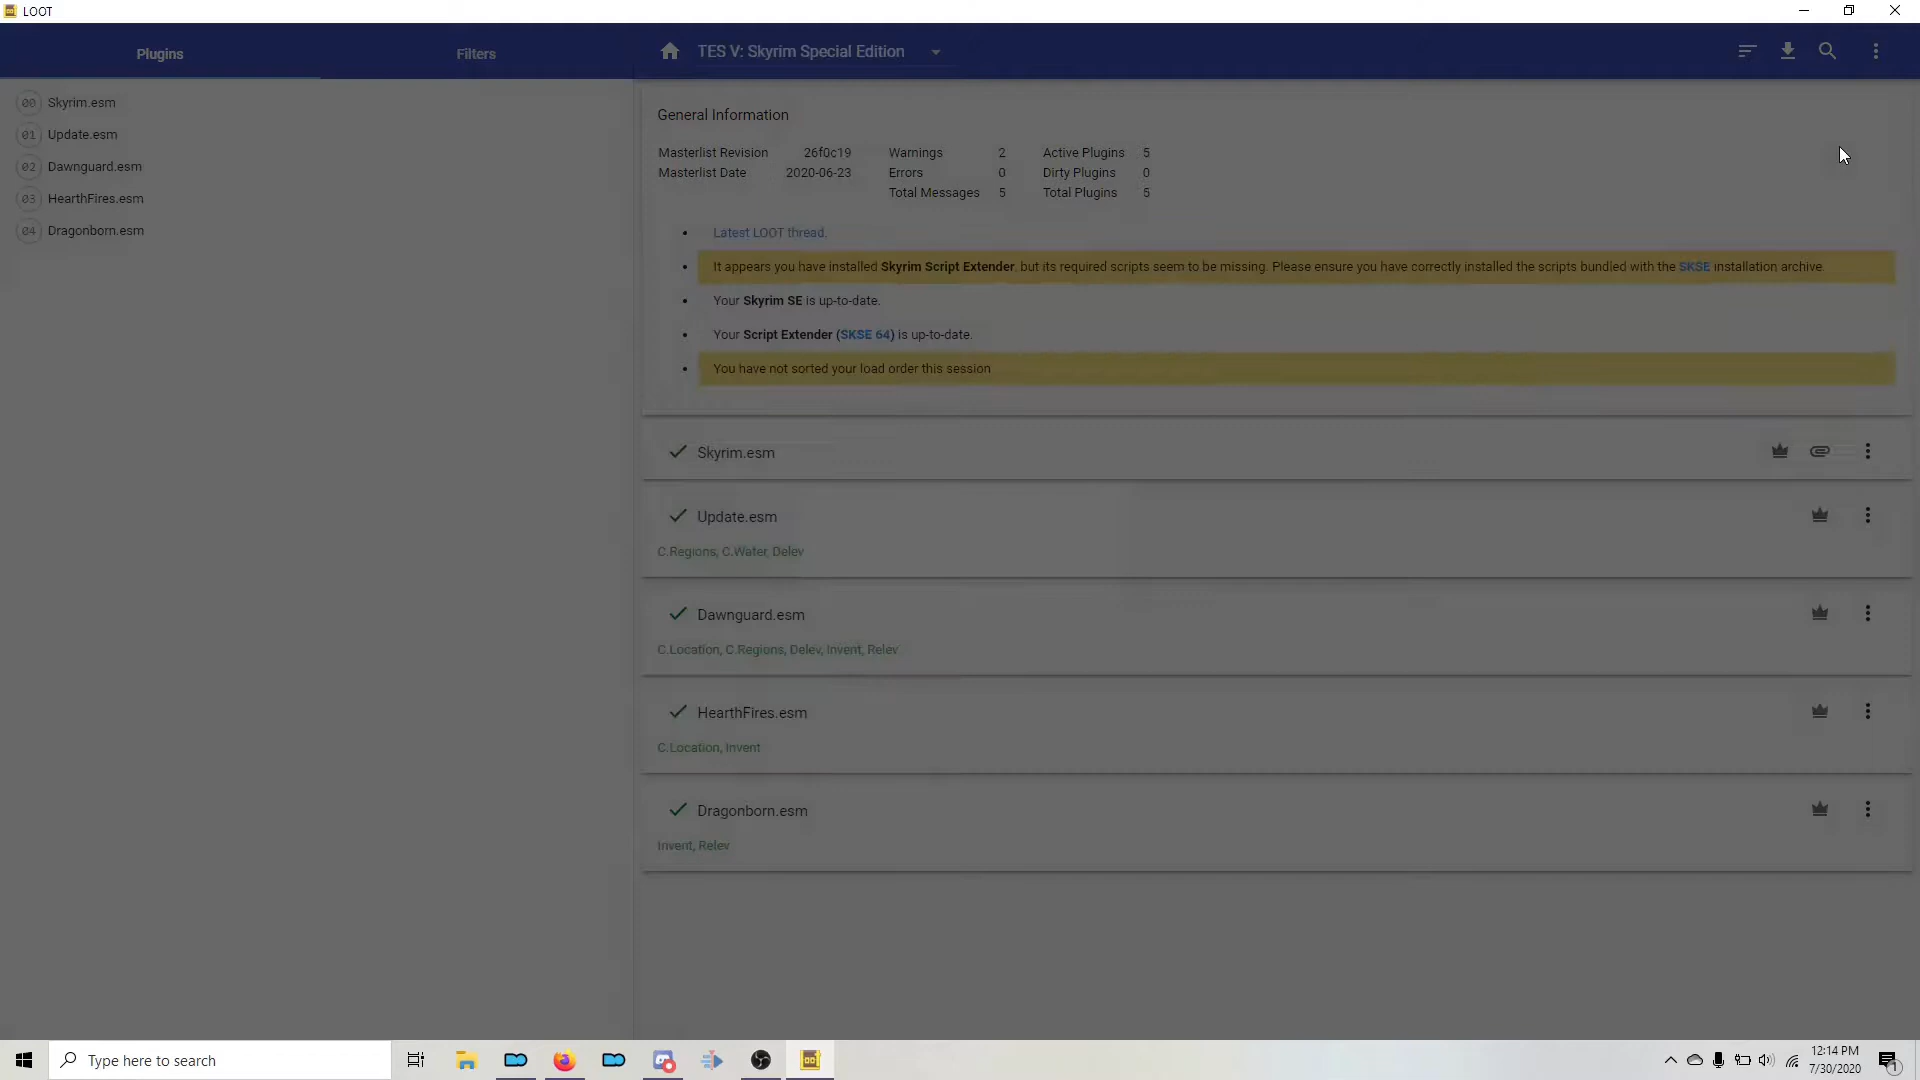 LOOT
Plugins
Filters
TES V: Skyrim Special Edition
00 Skyrim.esm
01 Update.esm
02 Dawnguard.esm
03 HearthFires.esm
04 Dragonborn.esm
General Information
Masterlist Revision 26f0c19 Warnings 2 Active Plugins 5
Masterlist Date 2020-06-23 Errors 0 Dirty Plugins 0
Total Messages 5 Total Plugins 5
Latest LOOT thread.
It appears you have installed Skyrim Script Extender, but its required scripts seem to be missing. Please ensure you have correctly installed the scripts bundled with the SKSE installation archive.
Your Skyrim SE is up-to-date.
Your Script Extender (SKSE 64) is up-to-date.
You have not sorted your load order this session
Skyrim.esm
Update.esm
C.Regions, C.Water, Delev
Dawnguard.esm
C.Location, C.Regions, Delev, Invent, Relev
HearthFires.esm
C.Location, Invent
Dragonborn.esm
Invent, Relev
Type here to search
12:14 PM
7/30/2020
1